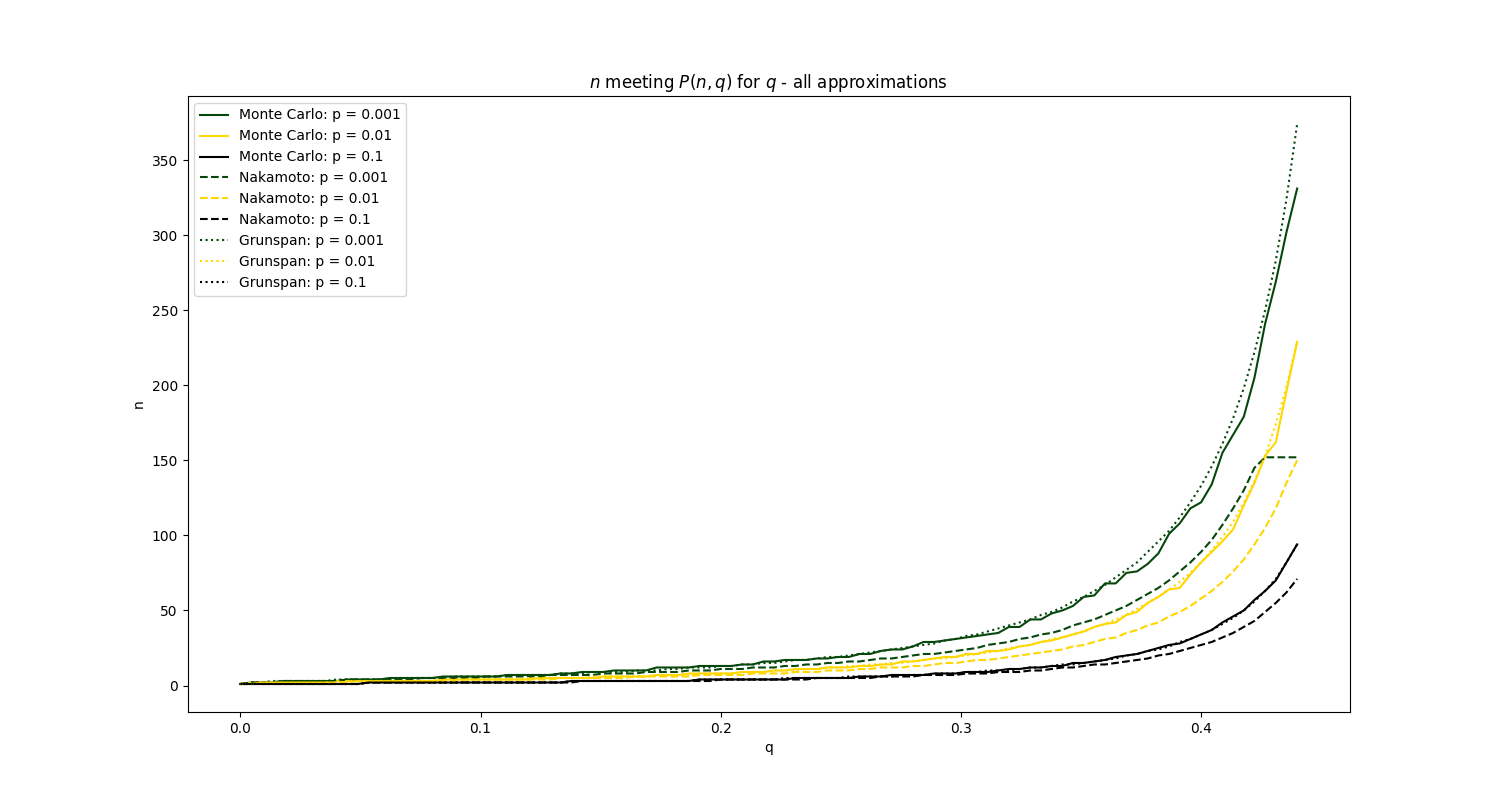 n meeting P(n, q) for q - all approximations
Monte Carlo: p = 0.001
Monte Carlo: p = 0.01
Monte Carlo: p = 0.1
Nakamoto: p = 0.001
Nakamoto: p = 0.01
Nakamoto: p = 0.1
Grunspan: p = 0.001
Grunspan: p = 0.01
Grunspan: p = 0.1
350
300
250
200
150
100
50
0
n
0.0 0.1 0.2 0.3 0.4
q